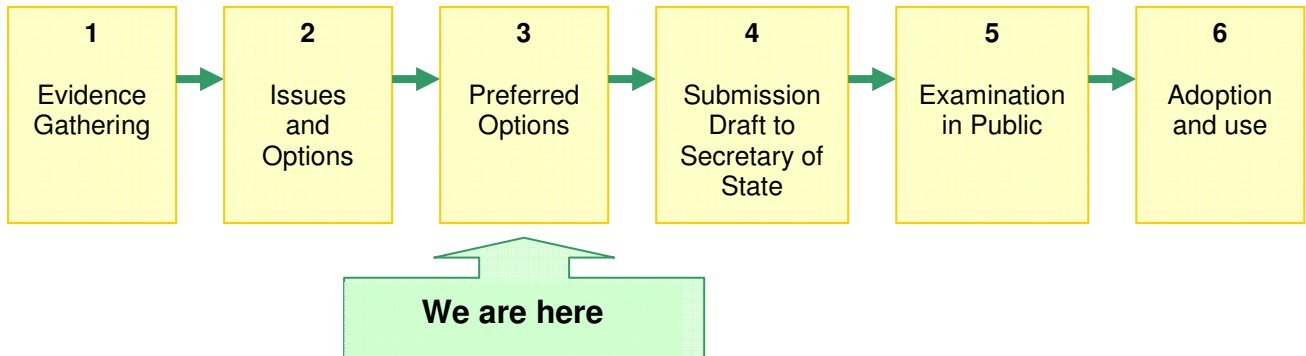 1
Evidence
Gathering
2
Issues
and
Options
3
Preferred
Options
4
Submission
Draft to
Secretary of
State
5
Examination
in Public
6
Adoption
and use
We are here